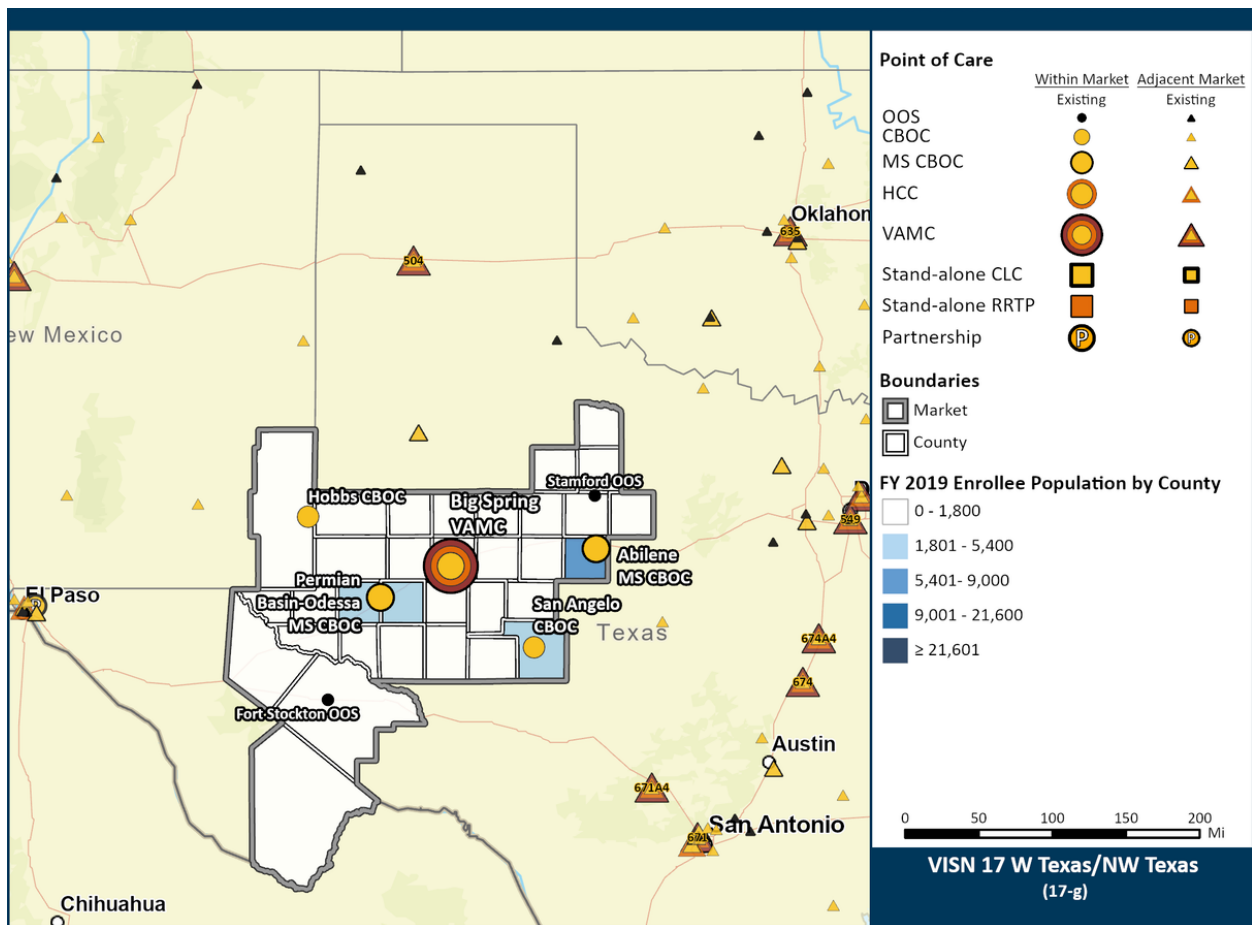 Oklahom
635
504
ew Mexico
Stamford OOS
Hobbs CBOC
Big Spring
VAMC
549
Abilene
MS CBOC
Permian
Basin-Odessa
MS CBOC
El Paso
P
San Angelo
CBOC
Texas
674A4
674
Fort Stockton OOS
Austin
671A4
San Antonio
671
Chihuahua
Point of Care
Within Market Adjacent Market
Existing Existing
OOS
CBOC
MS CBOC
HCC
VAMC
Stand-alone CLC
Stand-alone RRTP
Partnership P P
Boundaries
Market
County
FY 2019 Enrollee Population by County
0 - 1,800
1,801 - 5,400
5,401- 9,000
9,001 - 21,600
≥ 21,601
0 50 100 150 200
Mi
VISN 17 W Texas/NW Texas
(17-g)